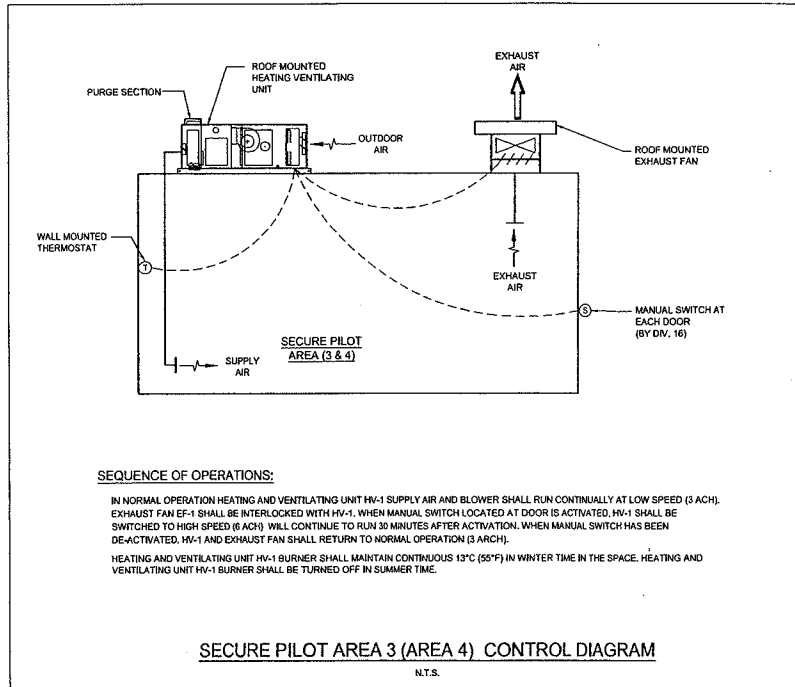 EXHAUST
AIR
ROOF MOUNTED
HEATING VENTILATING
UNIT
PURGE SECTION
OUTDOOR
AIR
ROOF MOUNTED
EXHAUST FAN
WALL MOUNTED
THERMOSTAT
T
EXHAUST
AIR
S
MANUAL SWITCH AT
EACH DOOR
(BY DIV. 16)
SECURE PILOT
AREA (3 & 4)
SUPPLY
AIR
SEQUENCE OF OPERATIONS:
IN NORMAL OPERATION HEATING AND VENTILATING UNIT HV-1 SUPPLY AIR AND BLOWER SHALL RUN CONTINUALLY AT LOW SPEED (3 ACH).
EXHAUST FAN EF-1 SHALL BE INTERLOCKED WITH HV-1. WHEN MANUAL SWITCH LOCATED AT DOOR IS ACTIVATED, HV-1 SHALL BE
SWITCHED TO HIGH SPEED (6 ACH) WILL CONTINUE TO RUN 30 MINUTES AFTER ACTIVATION. WHEN MANUAL SWITCH HAS BEEN
DE-ACTIVATED, HV-1 AND EXHAUST FAN SHALL RETURN TO NORMAL OPERATION (3 ARCH).
HEATING AND VENTILATING UNIT HV-1 BURNER SHALL MAINTAIN CONTINUOUS 13°C (55°F) IN WINTER TIME IN THE SPACE. HEATING AND
VENTILATING UNIT HV-1 BURNER SHALL BE TURNED OFF IN SUMMER TIME.
SECURE PILOT AREA 3 (AREA 4) CONTROL DIAGRAM
N.T.S.